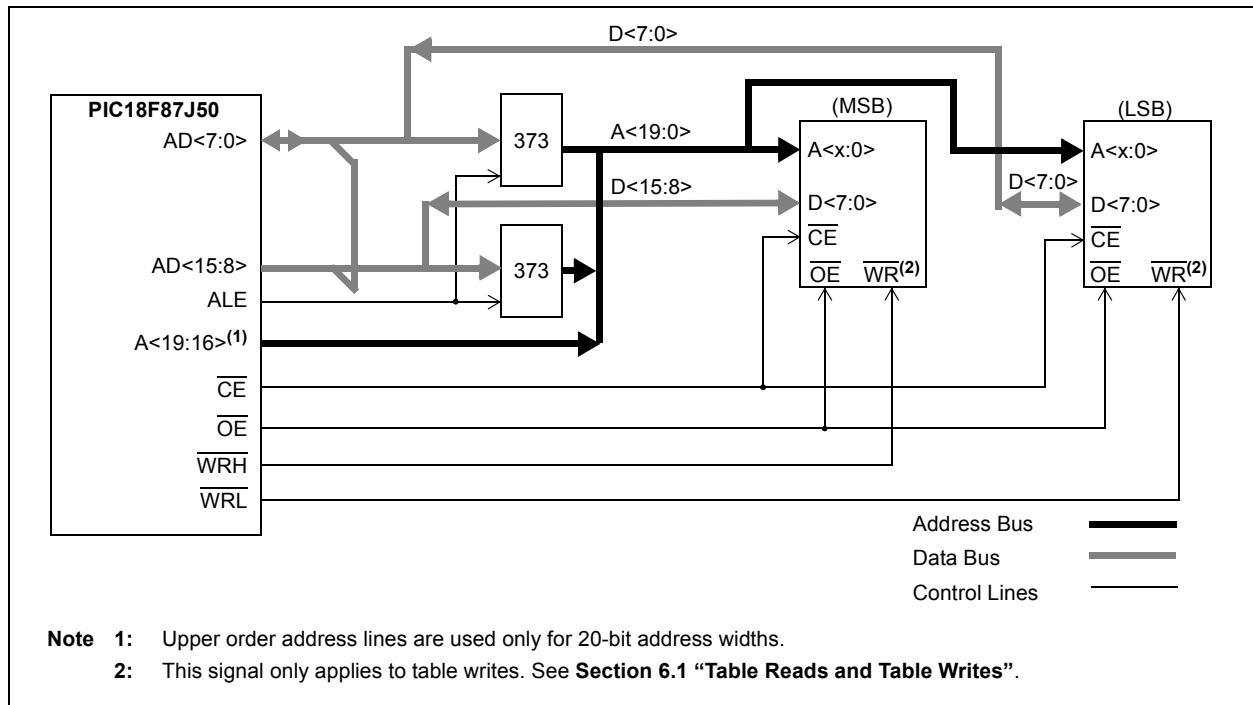 D<7:0>
PIC18F87J50
AD<7:0>
373
A<19:0>
(MSB)
A<x:0>
(LSB)
A<x:0>
D<15:8>
D<7:0>
D<7:0>
D<7:0>
CE
CE
AD<15:8>
373
OE WR(2)
OE WR(2)
ALE
A<19:16>(1)
CE
OE
WRH
WRL
Address Bus
Data Bus
Control Lines
Note 1: Upper order address lines are used only for 20-bit address widths.
2: This signal only applies to table writes. See Section 6.1 “Table Reads and Table Writes”.